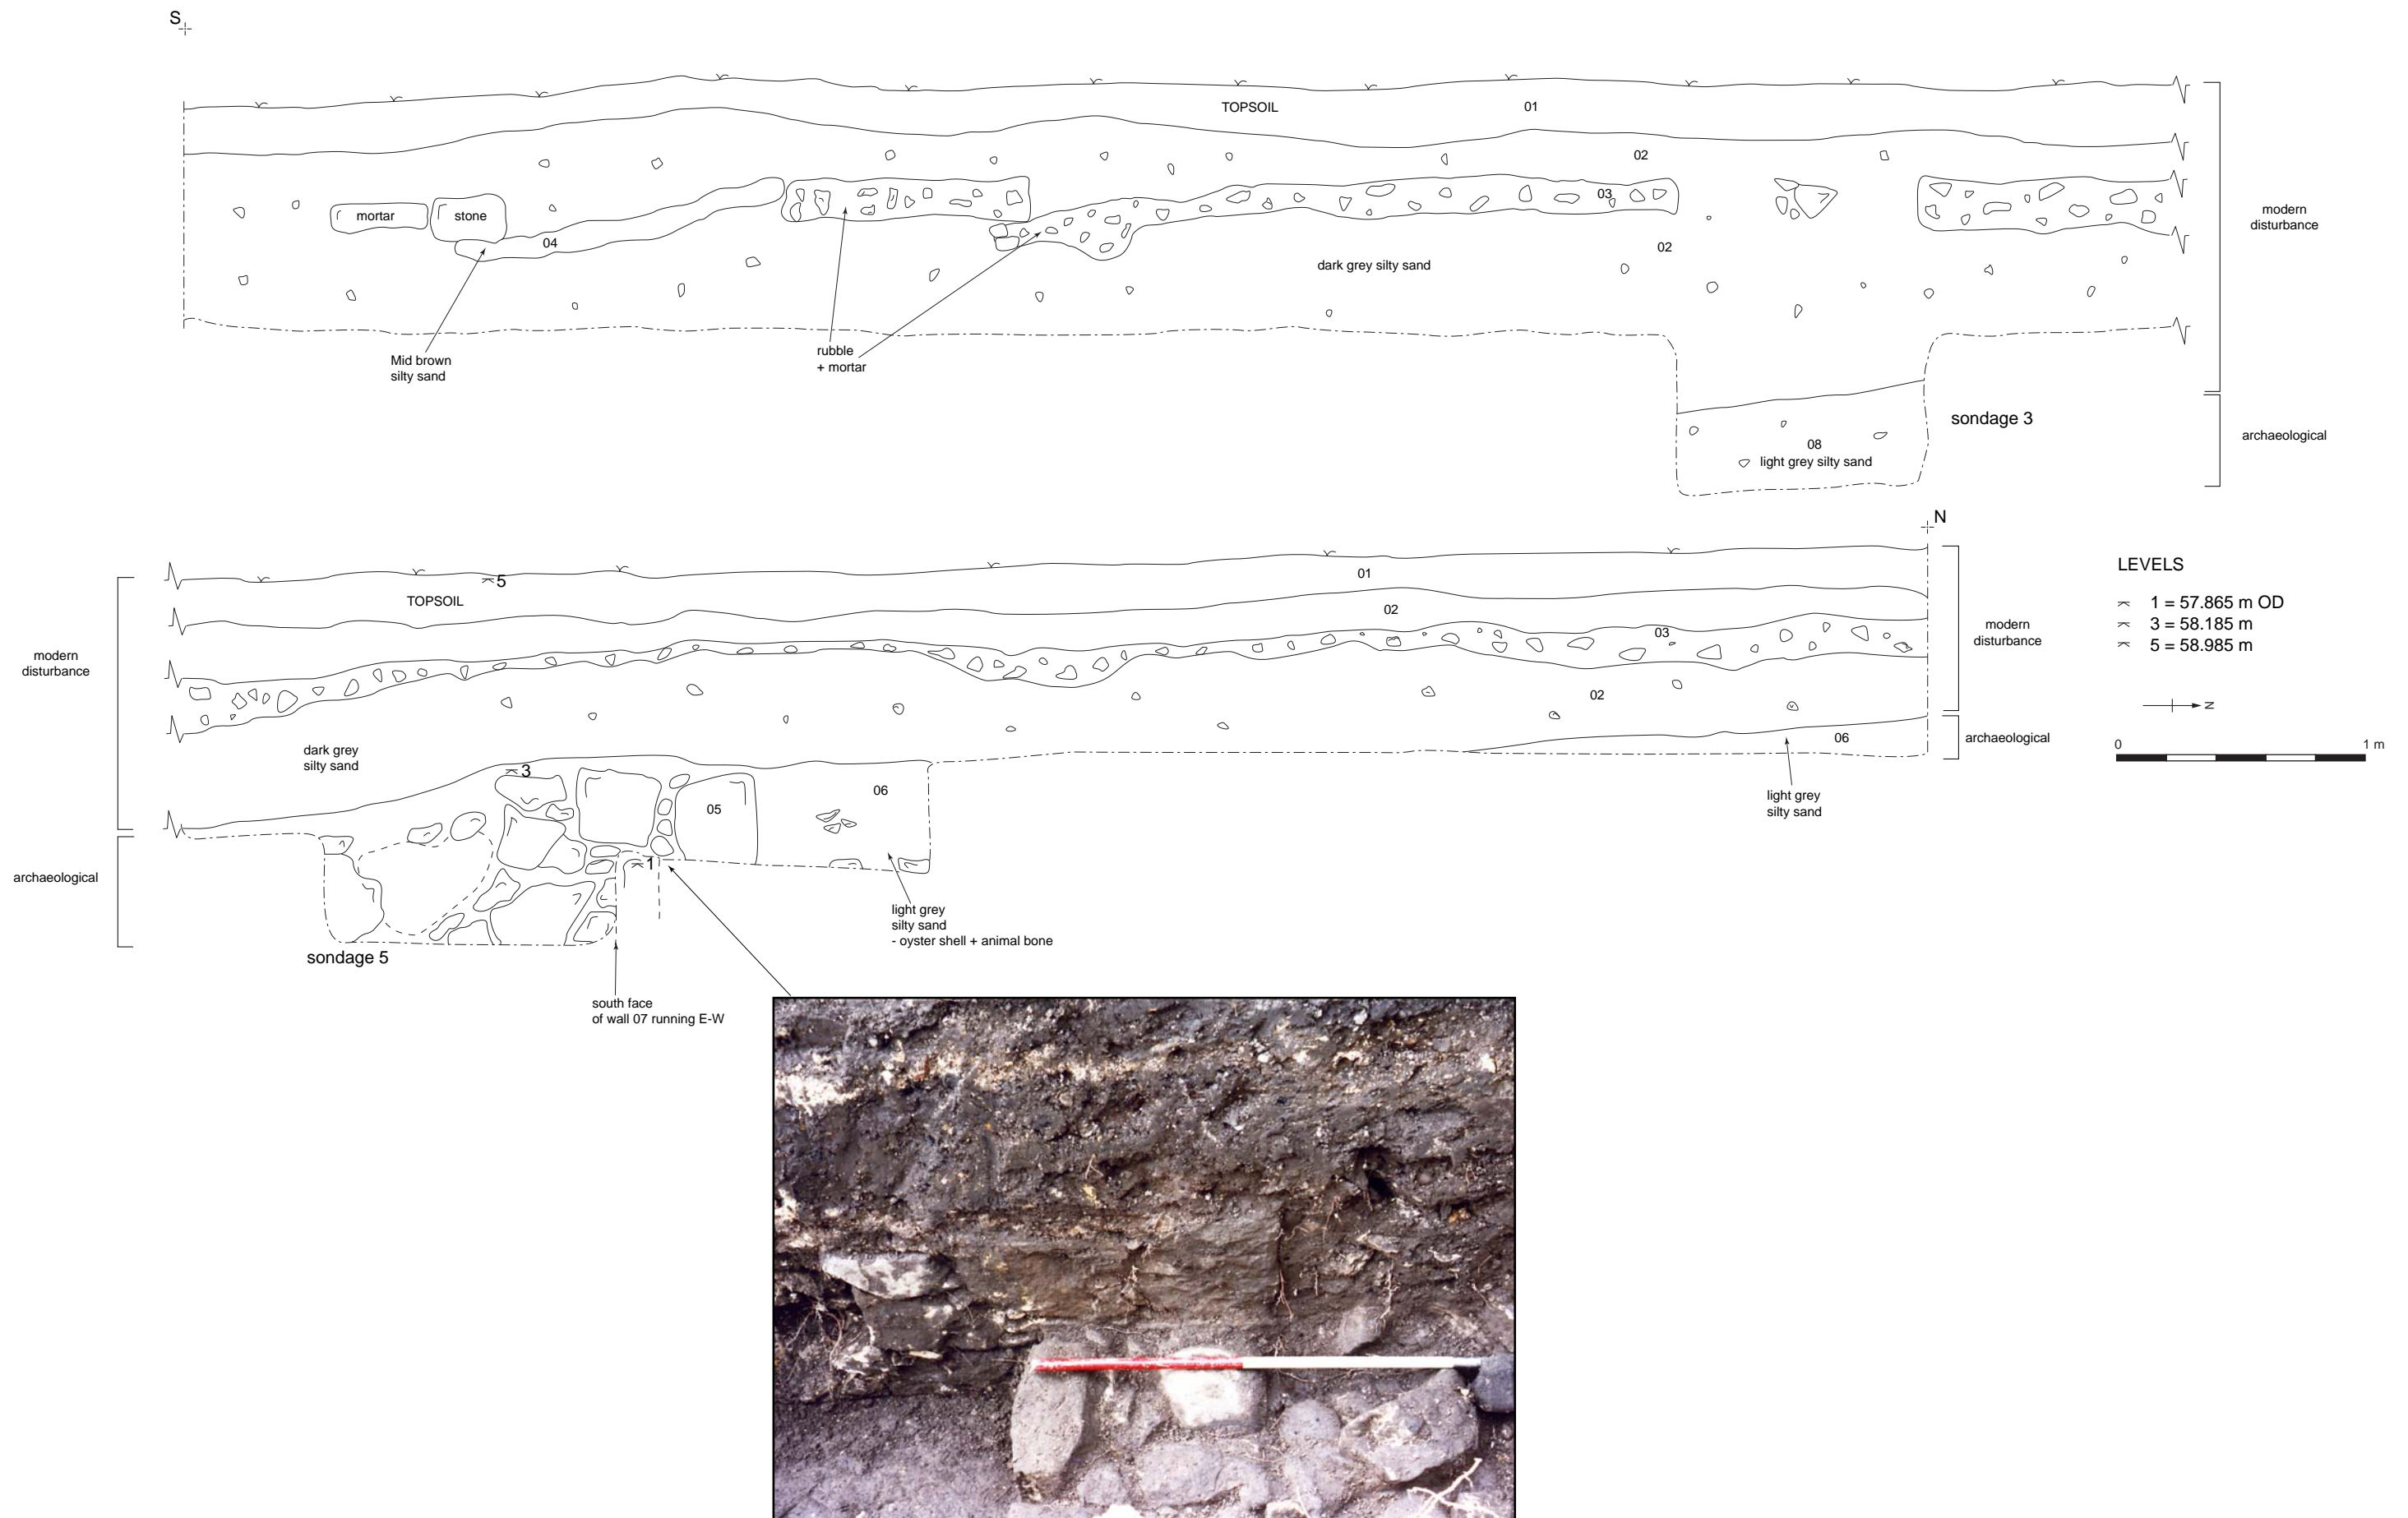 S
TOPSOIL
01
02
03
mortar
stone
04
02
dark grey silty sand
modern
disturbance
Mid brown
silty sand
rubble
+ mortar
sondage 3
08
light grey silty sand
archaeological
N
5
01
TOPSOIL
02
03
modern
disturbance
modern
disturbance
LEVELS
1 = 57.865 m OD
3 = 58.185 m
5 = 58.985 m
N
0
1 m
02
dark grey
silty sand
06
archaeological
3
05
06
light grey
silty sand
1
archaeological
light grey
silty sand
- oyster shell + animal bone
sondage 5
south face
of wall 07 running E-W